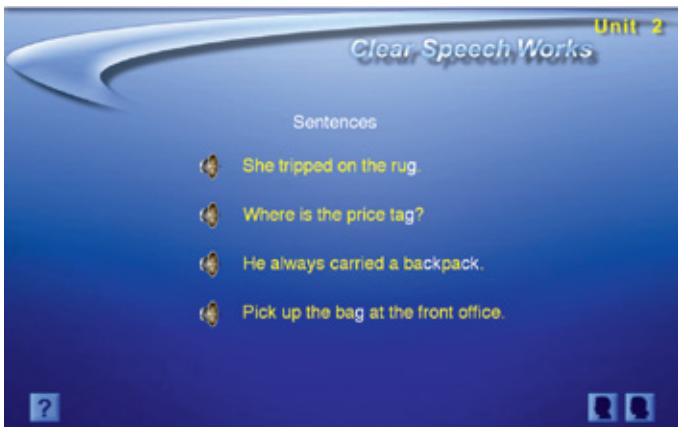 Unit 2
Clear Speech Works
Sentences
She tripped on the rug.
Where is the price tag?
He always carried a backpack.
Pick up the bag at the front office.
?